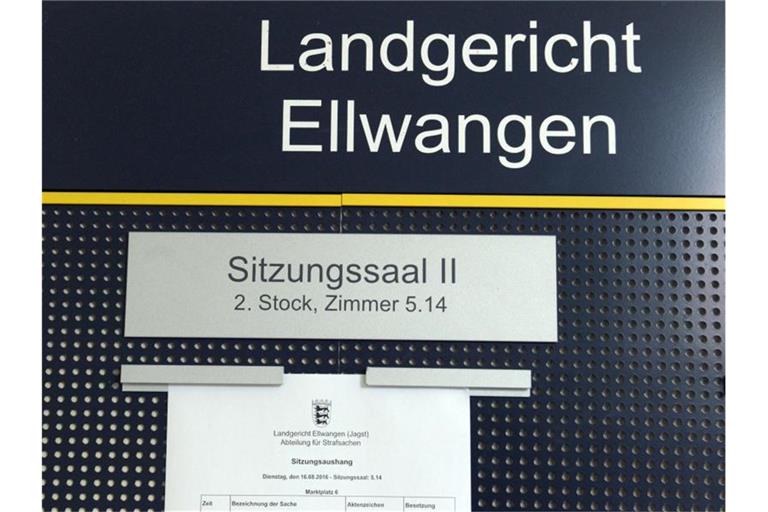 Landgericht
Ellwangen
Sitzungssaal II
2. Stock, Zimmer 5.14
Landgericht Ellwangen (Jagst)
Abteilung für Strafsachen
Sitzungsaushang
Dienstag, den 16.08.2016 - Sitzungssaal: 5.14
Marktplatz 6
Zeit Bezeichnung der Sache Aktenzeichen Besetzung